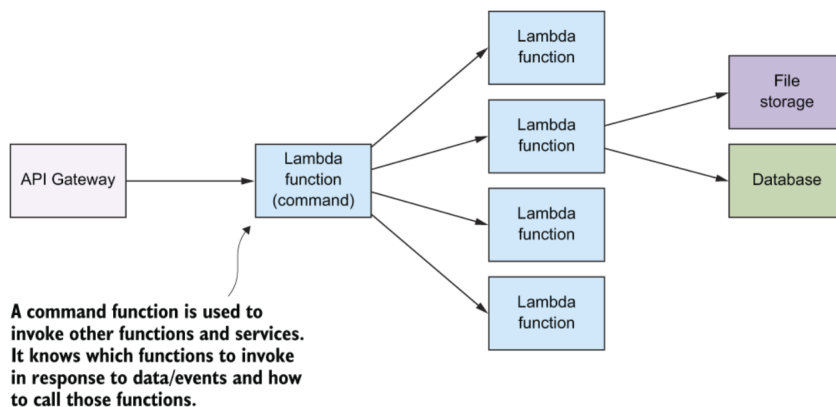 Lambda
function
File
storage
Lambda
function
API Gateway
Lambda
function
(command)
Database
Lambda
function
Lambda
function
A command function is used to
invoke other functions and services.
It knows which functions to invoke
in response to data/events and how
to call those functions.